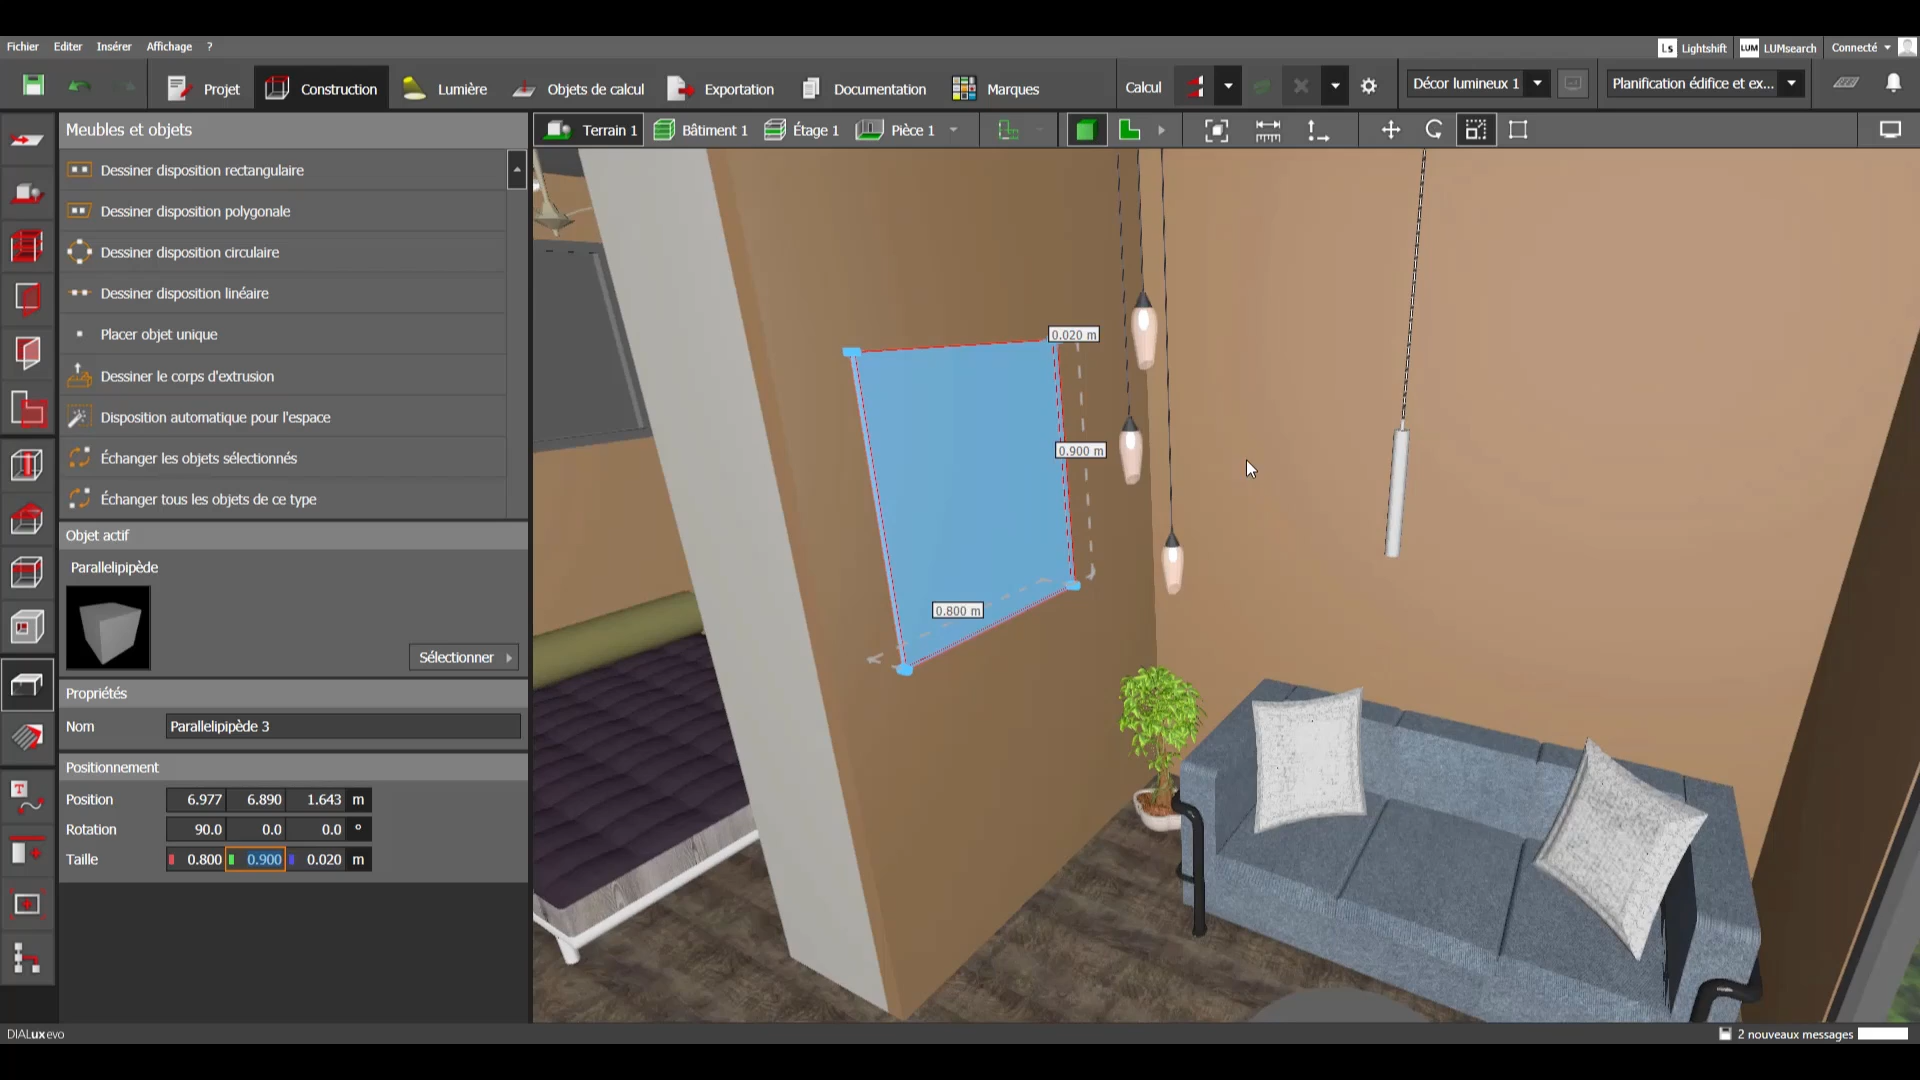 Fichier Editer Insérer Affichage ?
Ls Lightshift LUM LUMsearch Connecté
Projet Construction Lumière Objets de calcul Exportation Documentation Marques Calcul Décor lumineux 1 Planification édifice et ex...
Meubles et objets
Terrain 1 Bâtiment 1 Étage 1 Pièce 1
Dessiner disposition rectangulaire
Dessiner disposition polygonale
Dessiner disposition circulaire
Dessiner disposition linéaire
Placer objet unique
Dessiner le corps d'extrusion
Disposition automatique pour l'espace
Échanger les objets sélectionnés
Échanger tous les objets de ce type
Objet actif
Parallelipipède
Sélectionner
Propriétés
Nom Parallelipipède 3
Positionnement
Position 6.977 6.890 1.643 m
Rotation 90.0 0.0 0.0 °
Taille 0.800 0.900 0.020 m
0.020 m
0.900 m
0.800 m
DIALux evo
2 nouveaux messages